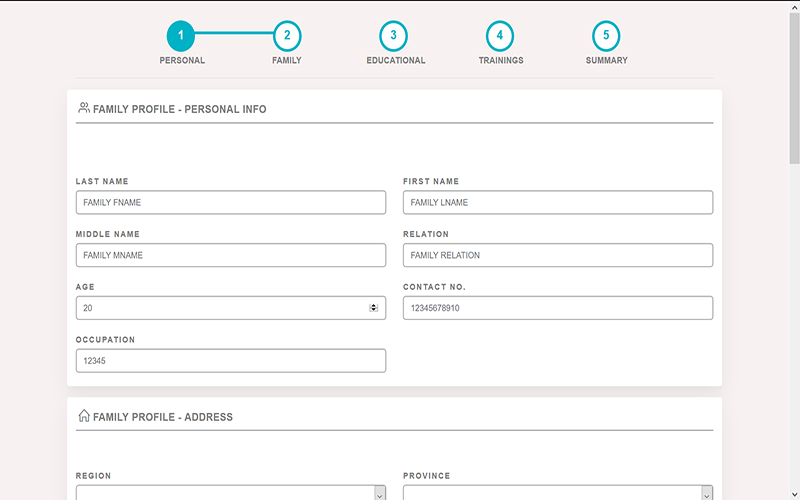 1 2 3 4 5
PERSONAL FAMILY EDUCATIONAL TRAININGS SUMMARY
FAMILY PROFILE - PERSONAL INFO
LAST NAME FIRST NAME
FAMILY FNAME FAMILY LNAME
MIDDLE NAME RELATION
FAMILY MNAME FAMILY RELATION
AGE CONTACT NO.
20 12345678910
OCCUPATION
12345
FAMILY PROFILE - ADDRESS
REGION PROVINCE